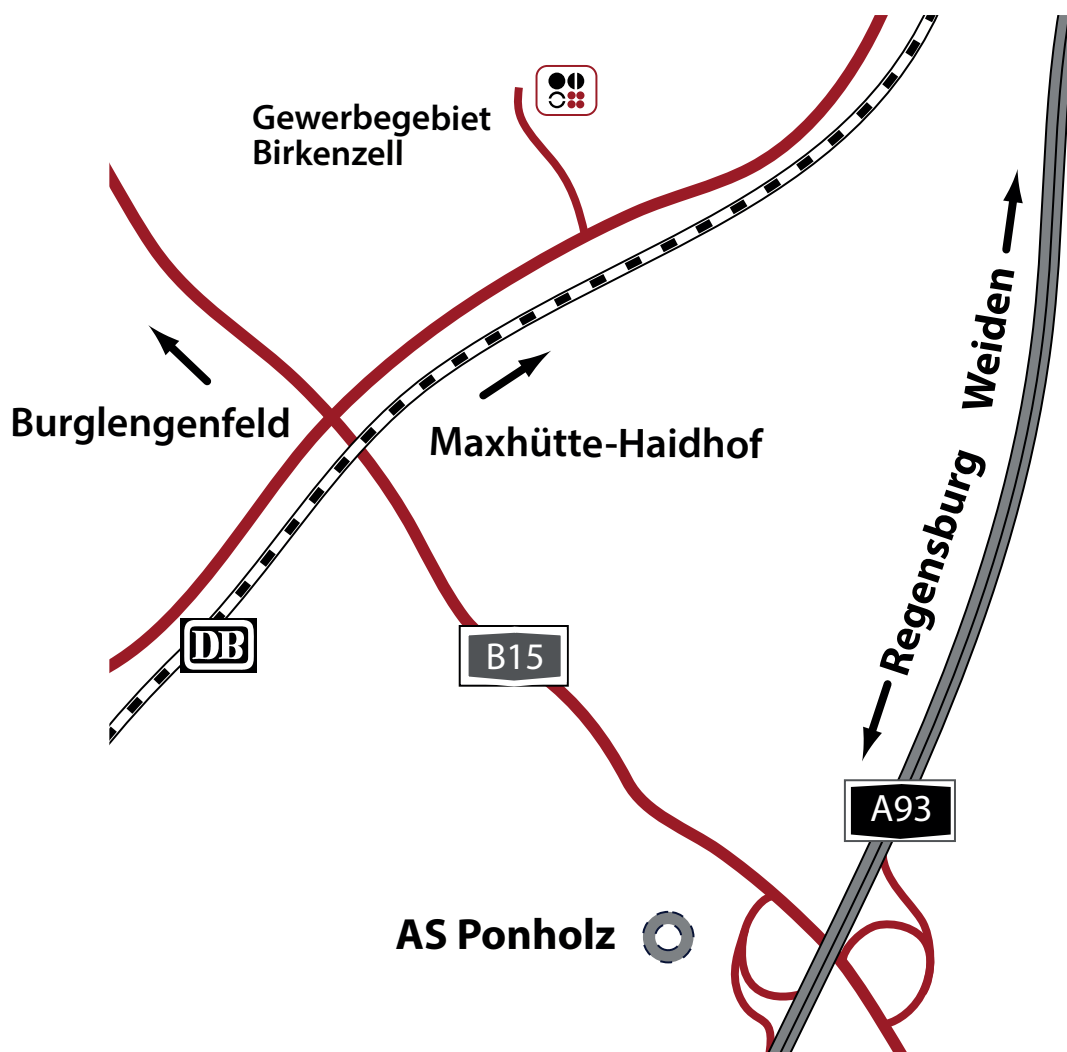 Gewerbegebiet
Birkenzell
Weiden
Burglengenfeld
Maxhütte-Haidhof
Regensburg
DB
B15
A93
AS Ponholz